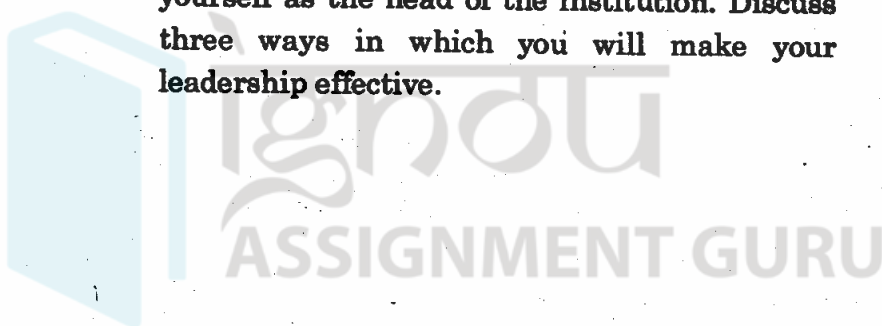 yourself as the head of the institution. Discuss
three ways in which you will make your
leadership effective.
ignou
ASSIGNMENT GURU